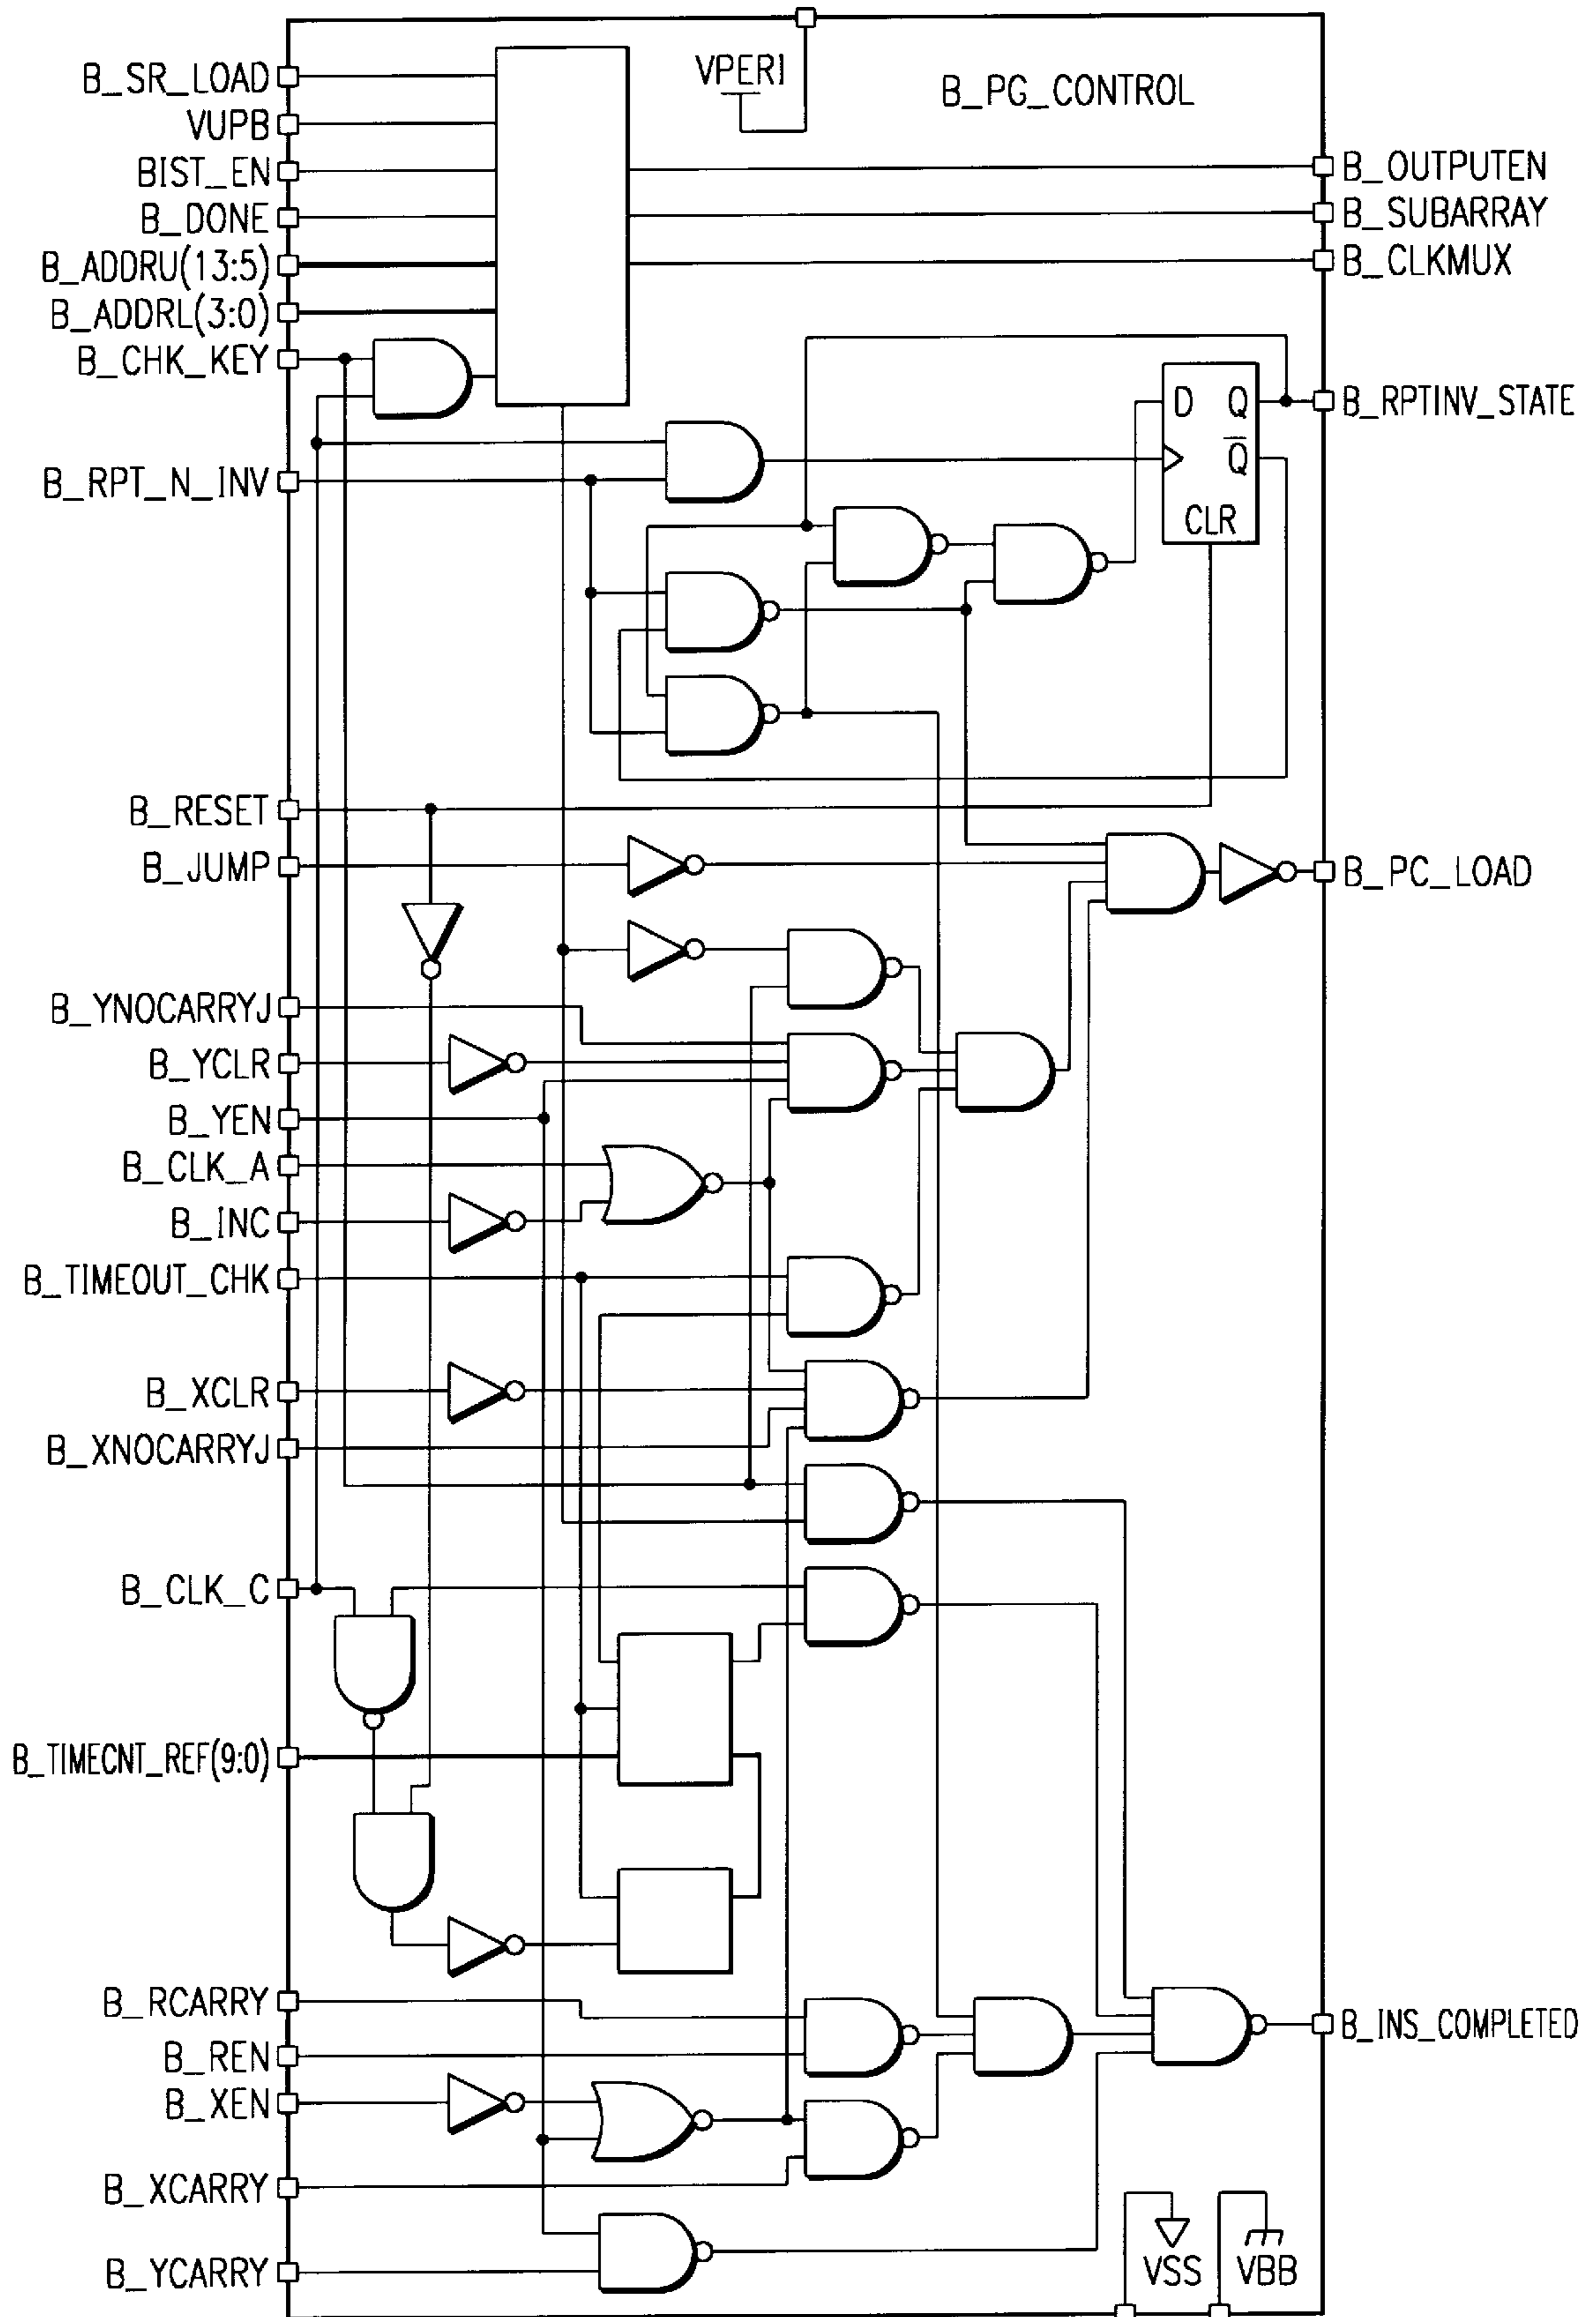 B_SR_LOAD
VUPB
BIST_EN
B_DONE
B_ADDRU(13:5)
B_ADDRL(3:0)
B_CHK_KEY
B_RPT_N_INV
B_RESET
B_JUMP
B_YNOCARRYJ
B_YCLR
B_YEN
B_CLK_A
B_INC
B_TIMEOUT_CHK
B_XCLR
B_XNOCARRYJ
B_CLK_C
B_TIMECNT_REF(9:0)
B_RCARRY
B_REN
B_XEN
B_XCARRY
B_YCARRY
VPERI
B_PG_CONTROL
D Q
Q̅
CLR
B_OUTPUTEN
B_SUBARRAY
B_CLKMUX
B_RPTINV_STATE
B_PC_LOAD
B_INS_COMPLETED
VSS
VBB